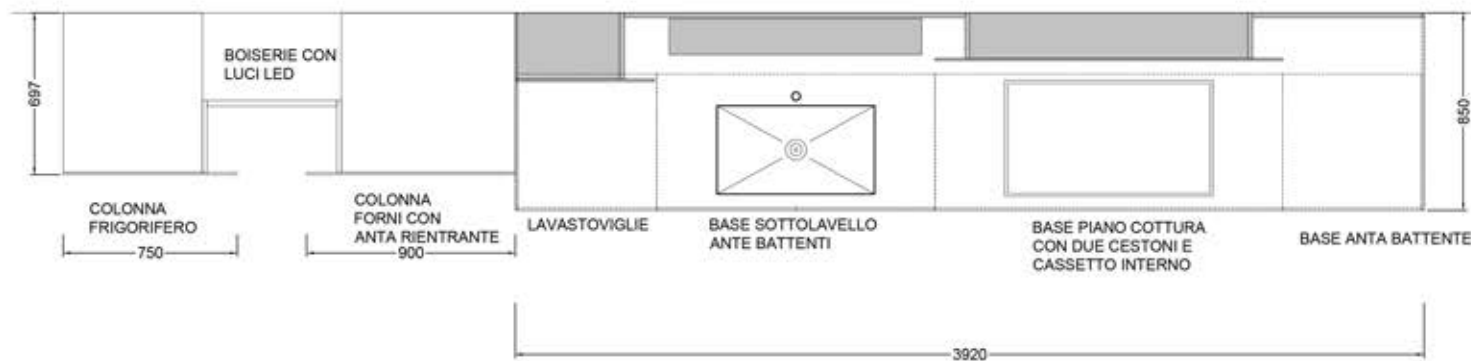 697
BOISERIE CON
LUCI LED
850
COLONNA
FRIGORIFERO
750
COLONNA
FORNI CON
ANTA RIENTRANTE
900
LAVASTOVIGLIE
BASE SOTTOLAVELLO
ANTE BATTENTI
BASE PIANO COTTURA
CON DUE CESTONI E
CASSETTO INTERNO
BASE ANTA BATTENTE
3920